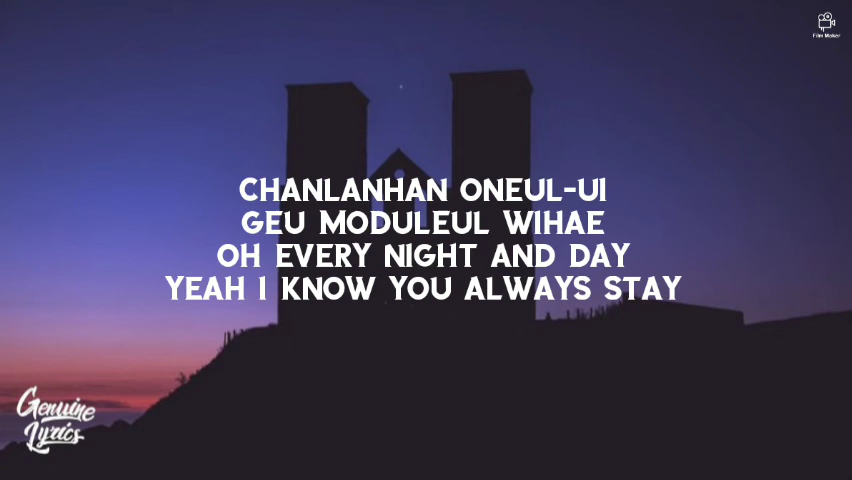 Film Maker
CHANLANHAN ONEUL-UI
GEU MODULEUL WIHAE
OH EVERY NIGHT AND DAY
YEAH I KNOW YOU ALWAYS STAY
Genuine
Lyrics